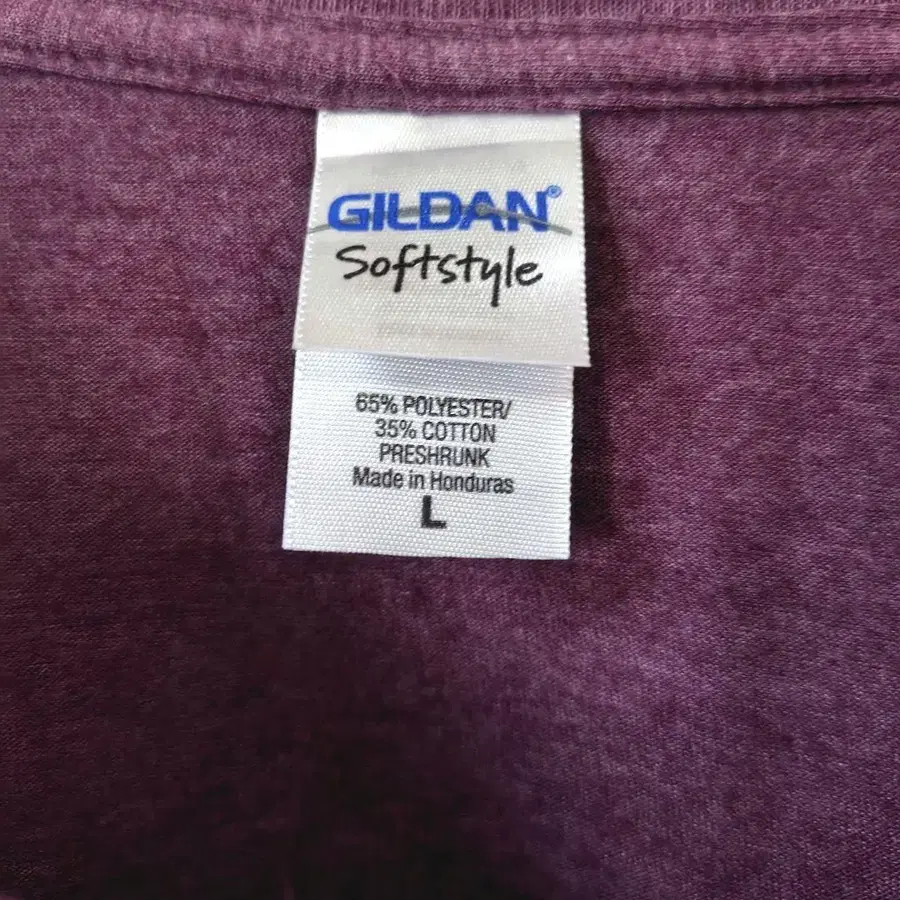 GILDAN®
Softstyle
65% POLYESTER/
35% COTTON
PRESHRUNK
Made in Honduras
L